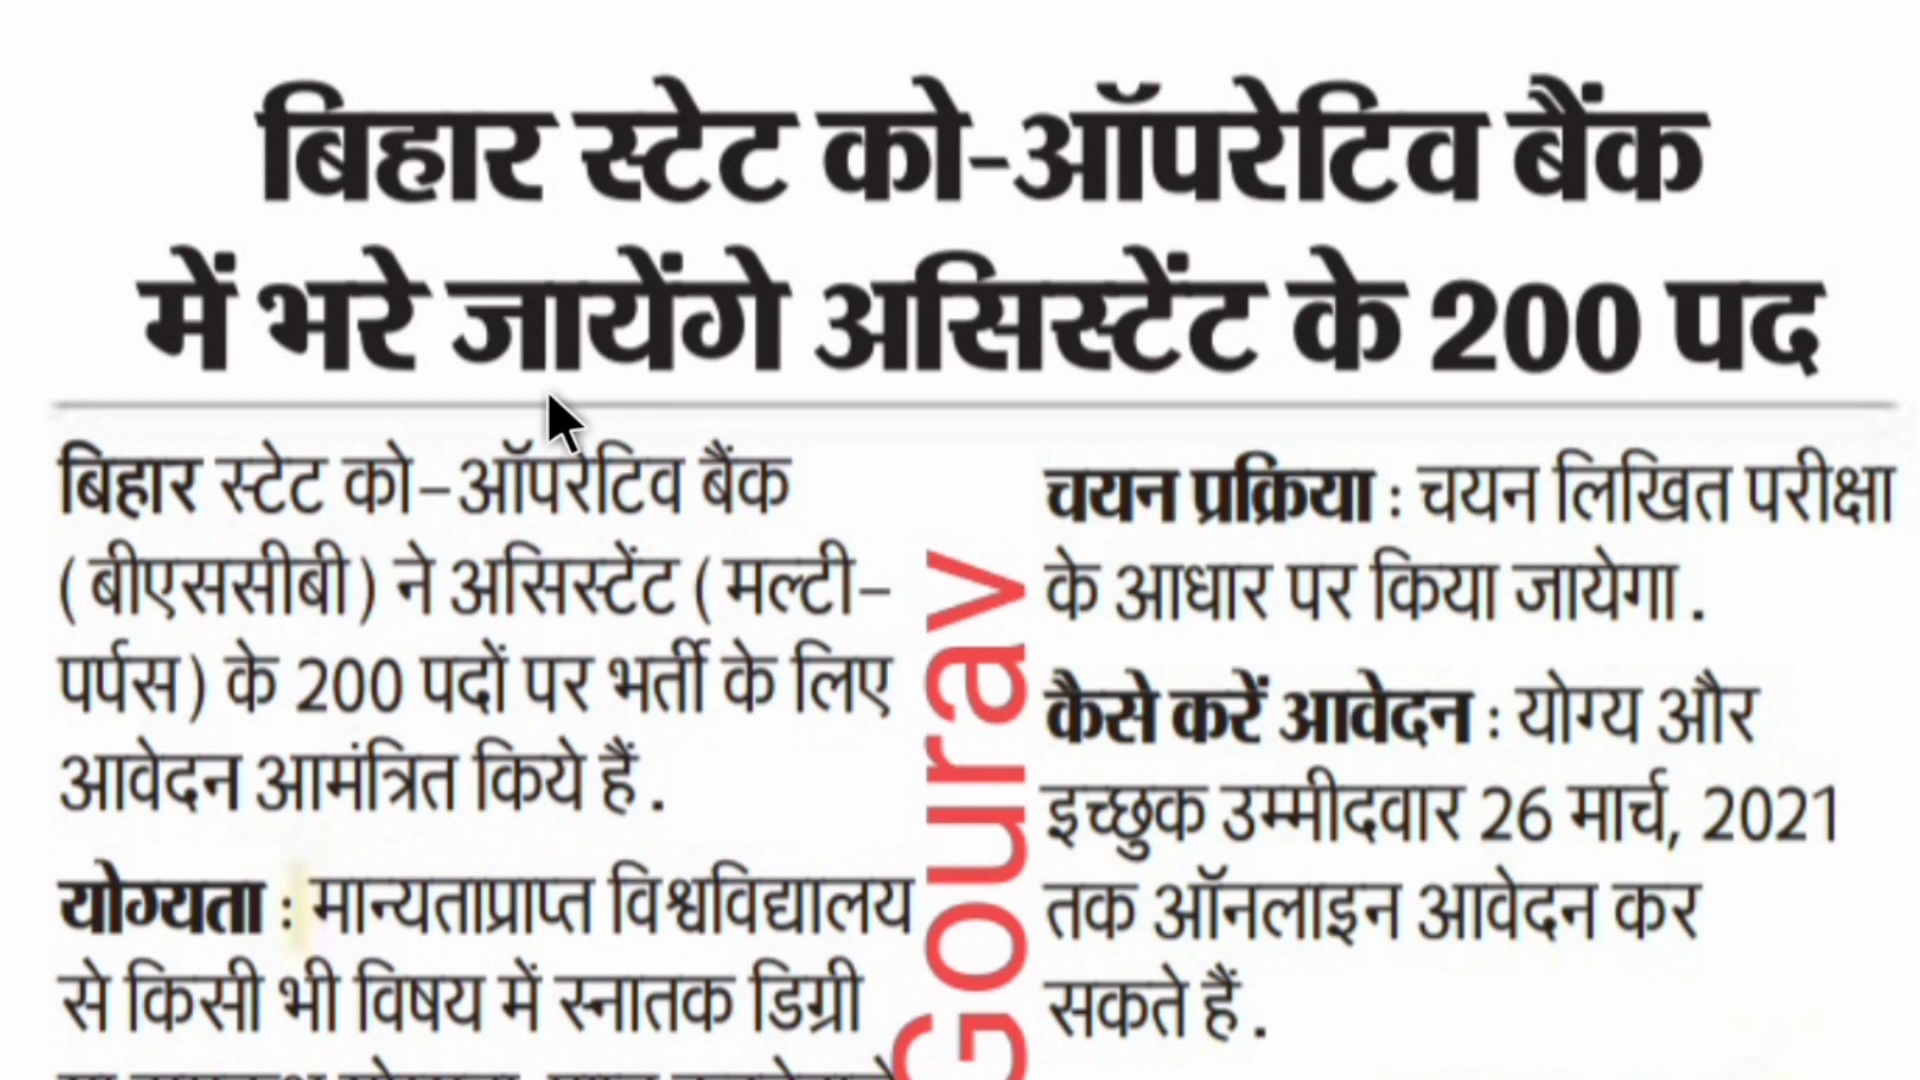 बिहार स्टेट को-ऑपरेटिव बैंक
में भरे जायेंगे असिस्टेंट के 200 पद
बिहार स्टेट को-ऑपरेटिव बैंक
(बीएससीबी) ने असिस्टेंट (मल्टी-
पर्पस) के 200 पदों पर भर्ती के लिए
आवेदन आमंत्रित किये हैं.
योग्यता : मान्यताप्राप्त विश्वविद्यालय
से किसी भी विषय में स्नातक डिग्री
चयन प्रक्रिया : चयन लिखित परीक्षा
के आधार पर किया जायेगा.
कैसे करें आवेदन : योग्य और
इच्छुक उम्मीदवार 26 मार्च, 2021
तक ऑनलाइन आवेदन कर
सकते हैं.
Gourav